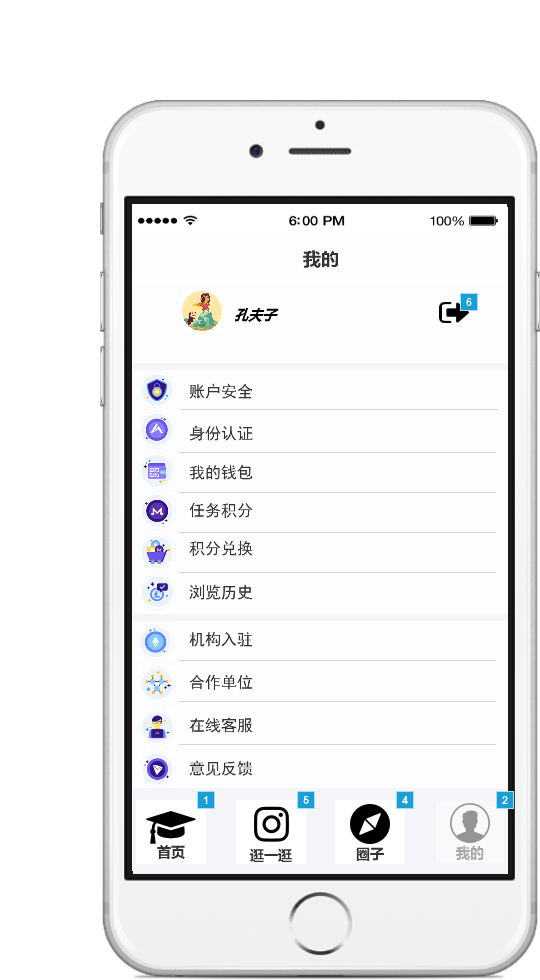 6:00 PM 100%
我的
6
孔夫子
账户安全
身份认证
我的钱包
任务积分
积分兑换
浏览历史
机构入驻
合作单位
在线客服
意见反馈
1 5 4 2
首页 逛一逛 圈子 我的